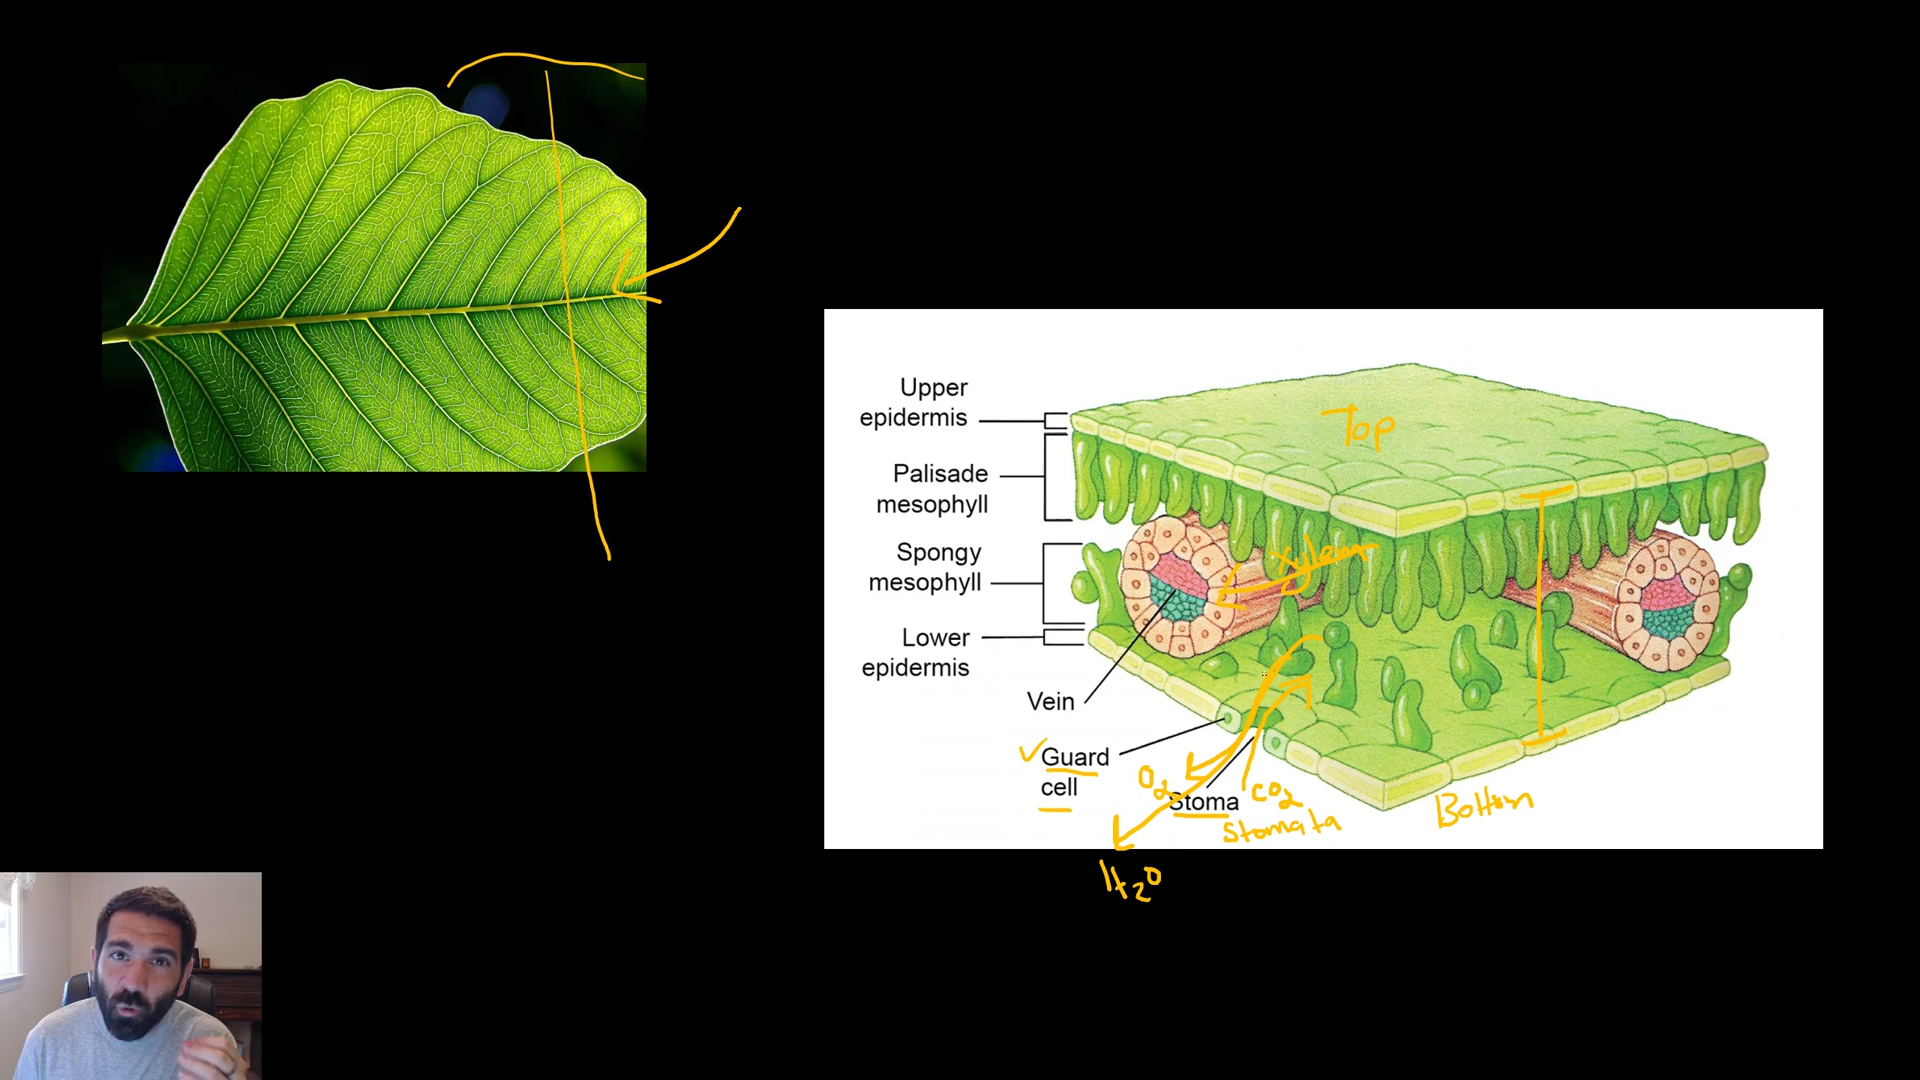 Upper
epidermis
Palisade
mesophyll
Spongy
mesophyll
Lower
epidermis
Vein
Guard
cell
Stoma
Top
Xylem
O2
CO2
Stomata
H2O
Bottom